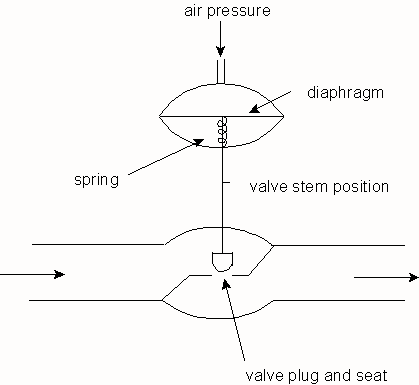 air pressure
diaphragm
spring
valve stem position
valve plug and seat